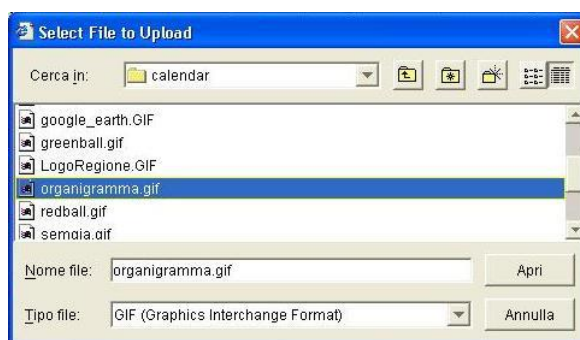 Select File to Upload
Cerca in: calendar
google_earth.GIF
greenball.gif
LogoRegione.GIF
organigramma.gif
redball.gif
semgia.gif
Nome file: organigramma.gif Apri
Tipo file: GIF (Graphics Interchange Format) Annulla